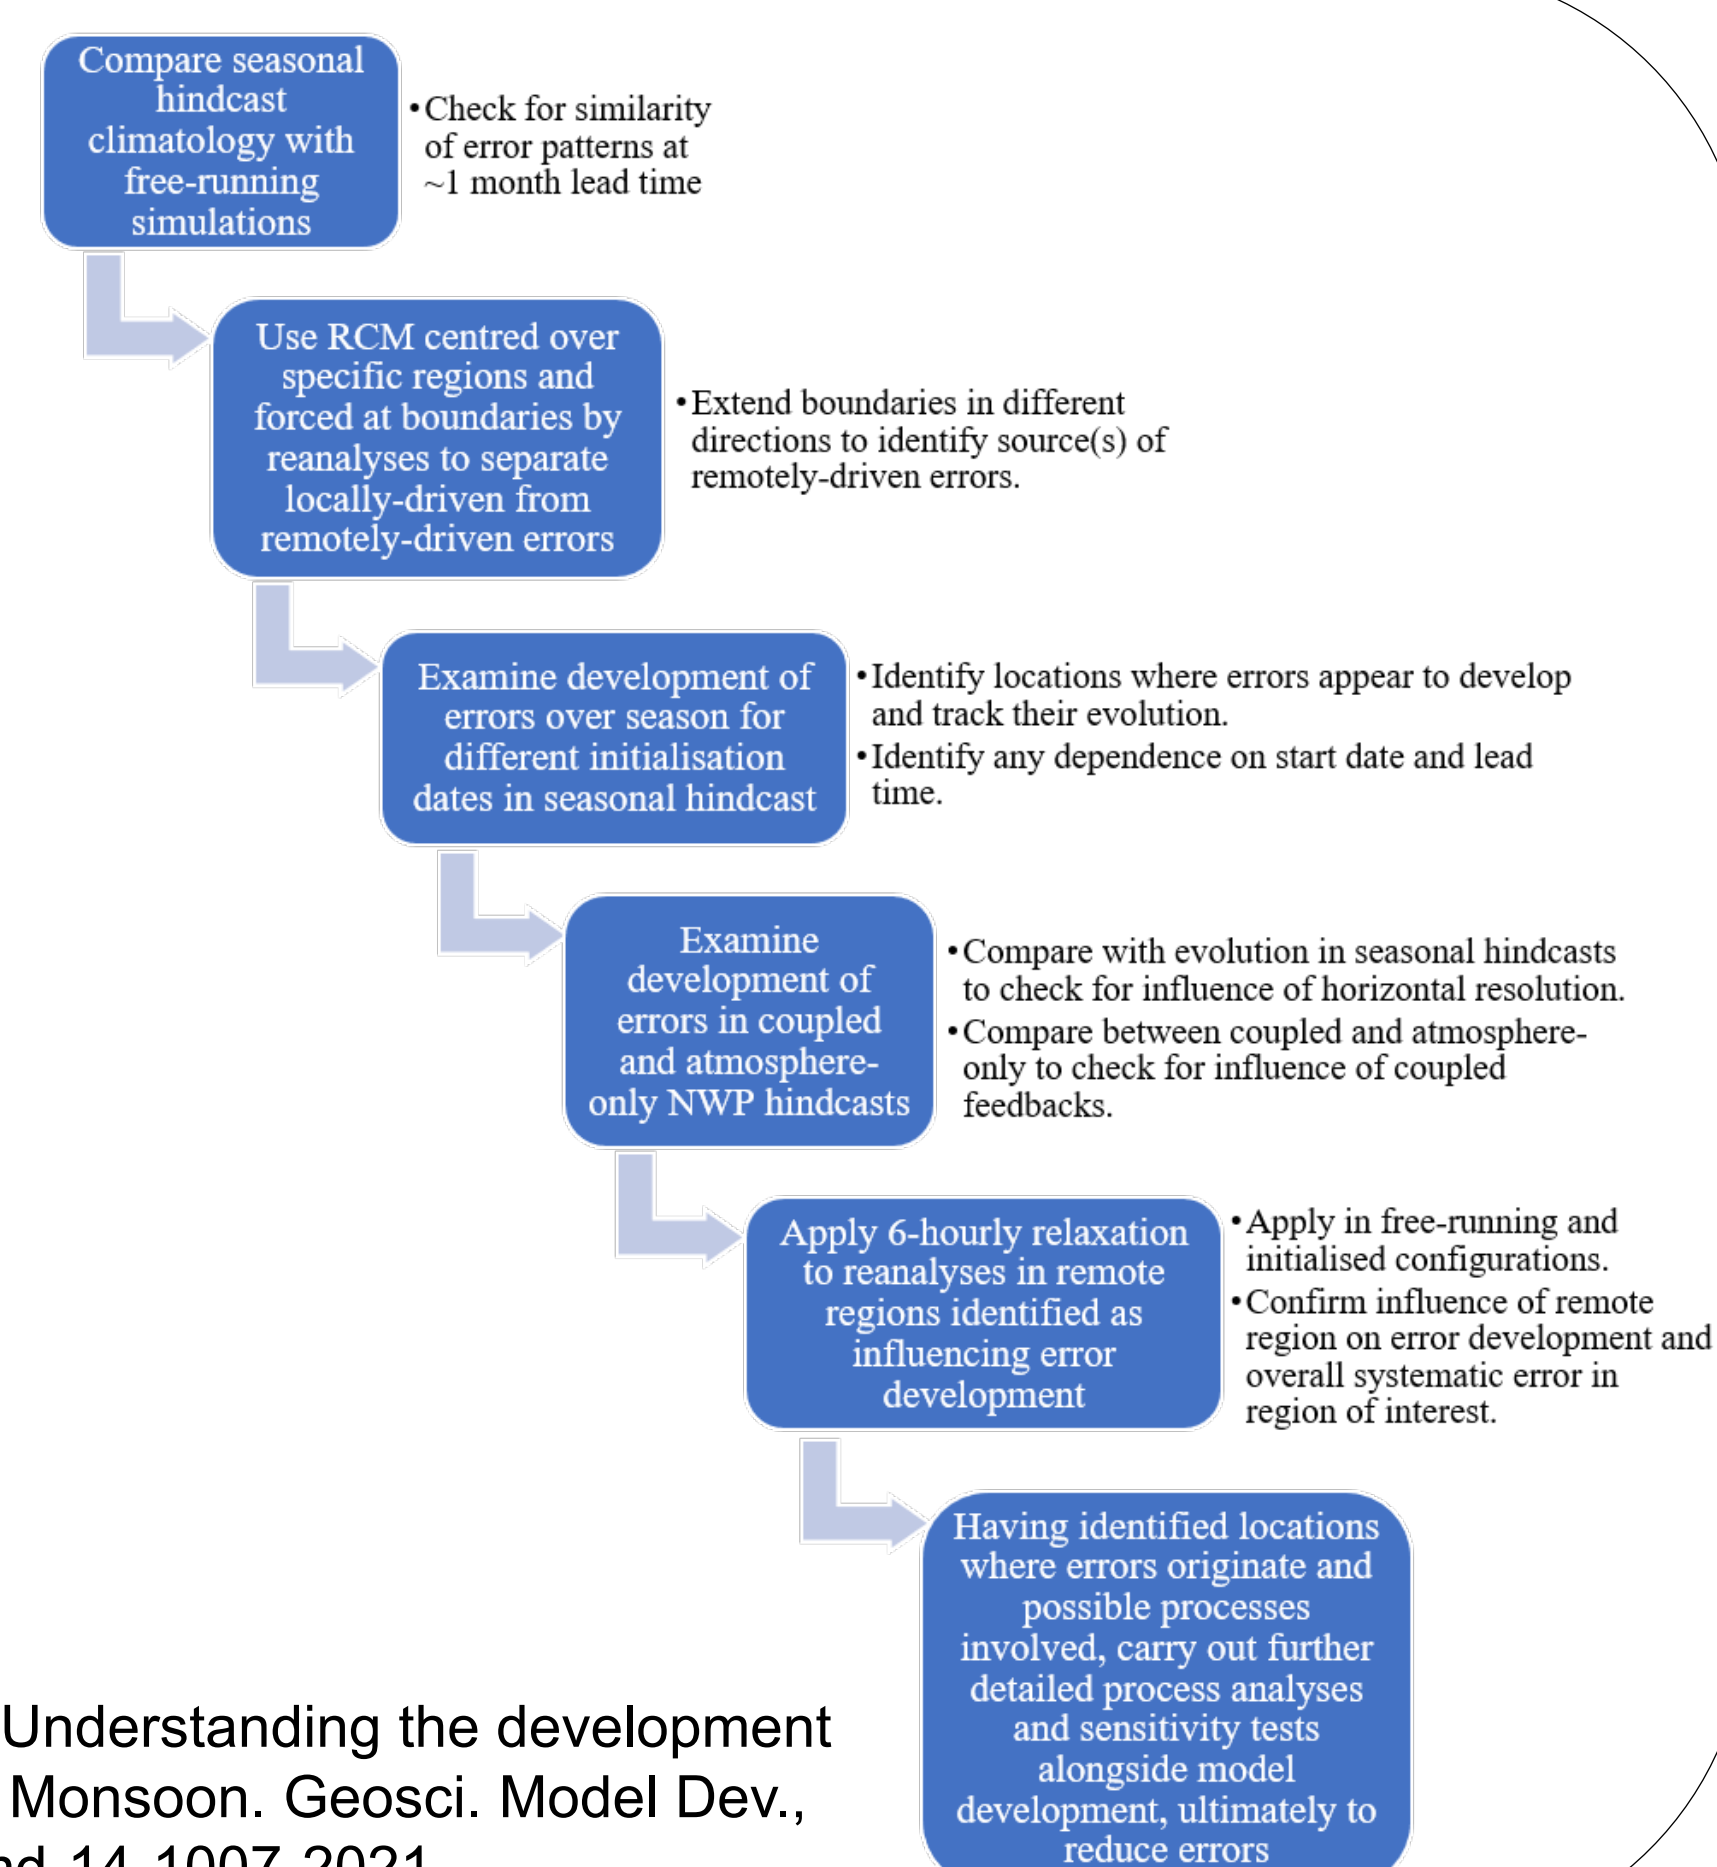 Compare seasonal
hindcast
climatology with
free-running
simulations
•Check for similarity
of error patterns at
~1 month lead time
Use RCM centred over
specific regions and
forced at boundaries by
reanalyses to separate
locally-driven from
remotely-driven errors
•Extend boundaries in different
directions to identify source(s) of
remotely-driven errors.
Examine development of
errors over season for
different initialisation
dates in seasonal hindcast
•Identify locations where errors appear to develop
and track their evolution.
•Identify any dependence on start date and lead
time.
Examine
development of
errors in coupled
and atmosphere-
only NWP hindcasts
•Compare with evolution in seasonal hindcasts
to check for influence of horizontal resolution.
•Compare between coupled and atmosphere-
only to check for influence of coupled
feedbacks.
Apply 6-hourly relaxation
to reanalyses in remote
regions identified as
influencing error
development
•Apply in free-running and
initialised configurations.
•Confirm influence of remote
region on error development and
overall systematic error in
region of interest.
Having identified locations
where errors originate and
possible processes
involved, carry out further
detailed process analyses
and sensitivity tests
alongside model
development, ultimately to
reduce errors
Understanding the development
Monsoon. Geosci. Model Dev.,
14-1007-2021